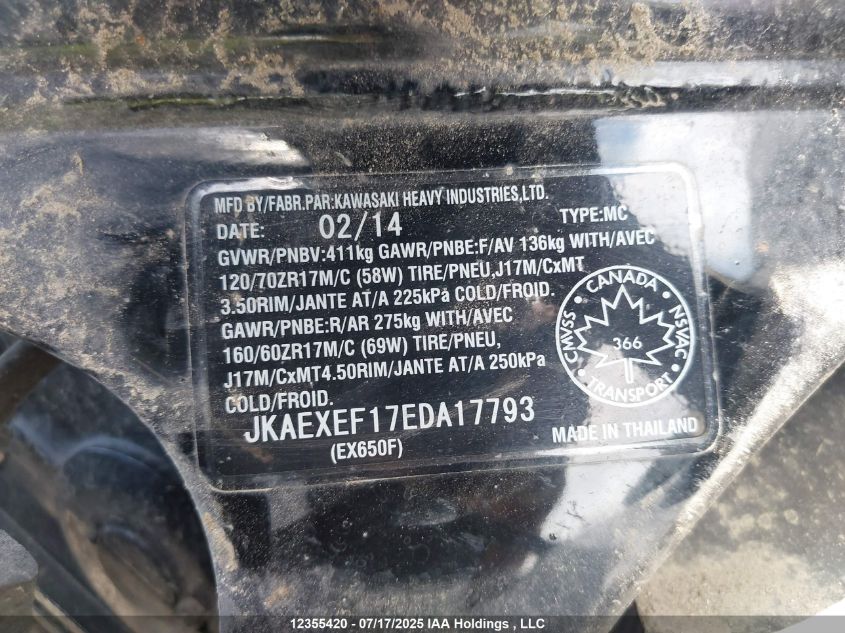 MFD BY/FABR.PAR:KAWASAKI HEAVY INDUSTRIES,LTD.
DATE: 02/14 TYPE:MC
GVWR/PNBV:411kg GAWR/PNBE:F/AV 136kg WITH/AVEC
120/70ZR17M/C (58W) TIRE/PNEU,J17M/CxMT
3.50RIM/JANTE AT/A 225kPa COLD/FROID.
GAWR/PNBE:R/AR 275kg WITH/AVEC
160/60ZR17M/C (69W) TIRE/PNEU,
J17M/CxMT4.50RIM/JANTE AT/A 250kPa
COLD/FROID.
JKAEXEF17EDA17793
(EX650F)
CANADA
CMVSS
NSVAC
366
TRANSPORT
MADE IN THAILAND
12355420 - 07/17/2025 IAA Holdings , LLC